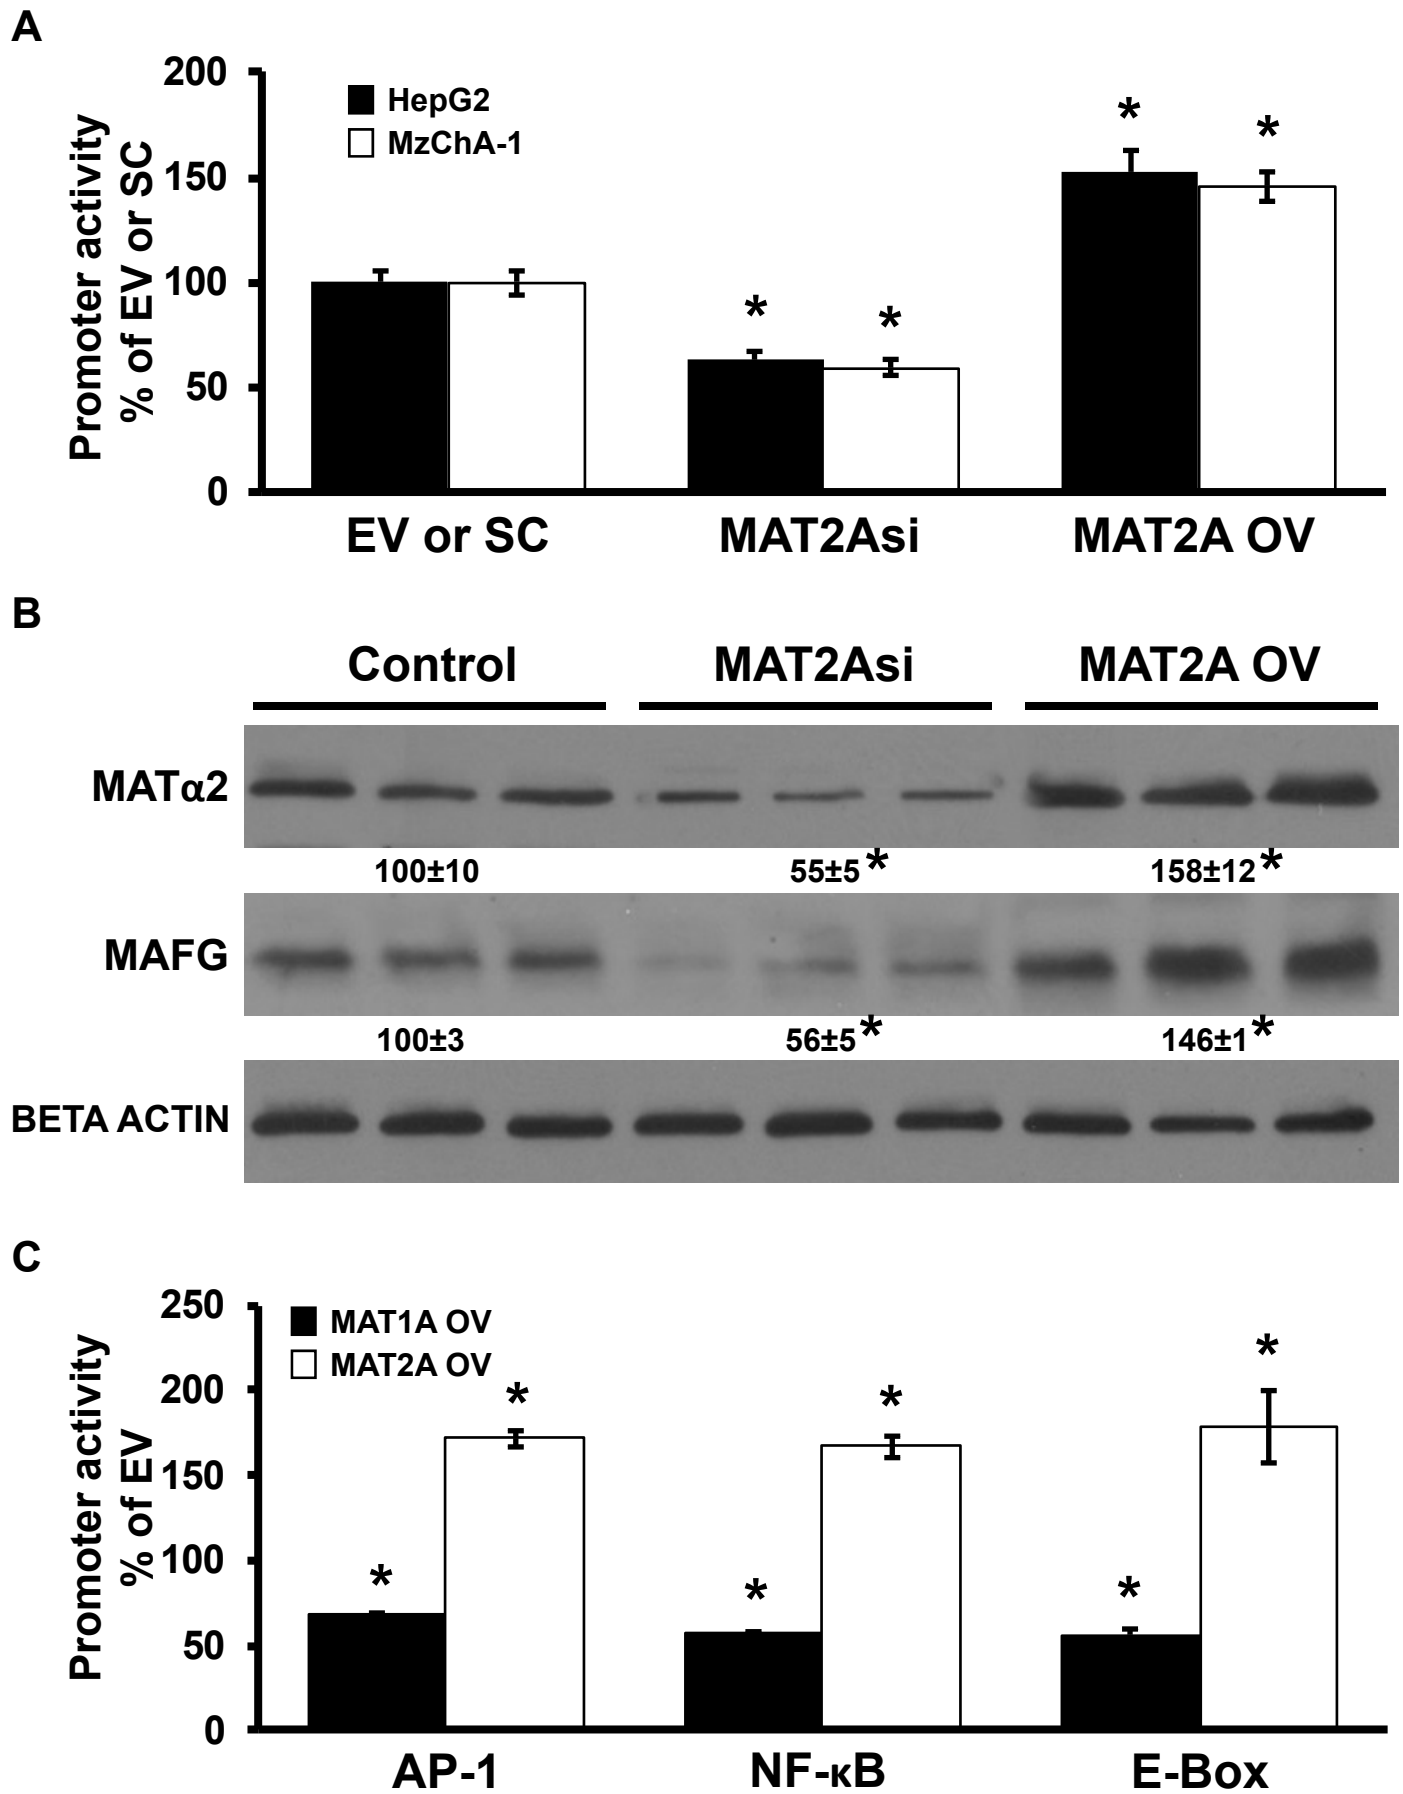 A
200
150
100
50
0
Promoter activity
% of EV or SC
HepG2
MzChA-1
* * * *
EV or SC MAT2Asi MAT2A OV
B
Control MAT2Asi MAT2A OV
MATα2
100±10 55±5* 158±12*
MAFG
100±3 56±5* 146±1*
BETA ACTIN
C
250
200
150
100
50
0
Promoter activity
% of EV
MAT1A OV
MAT2A OV
* * * * * *
AP-1 NF-κB E-Box